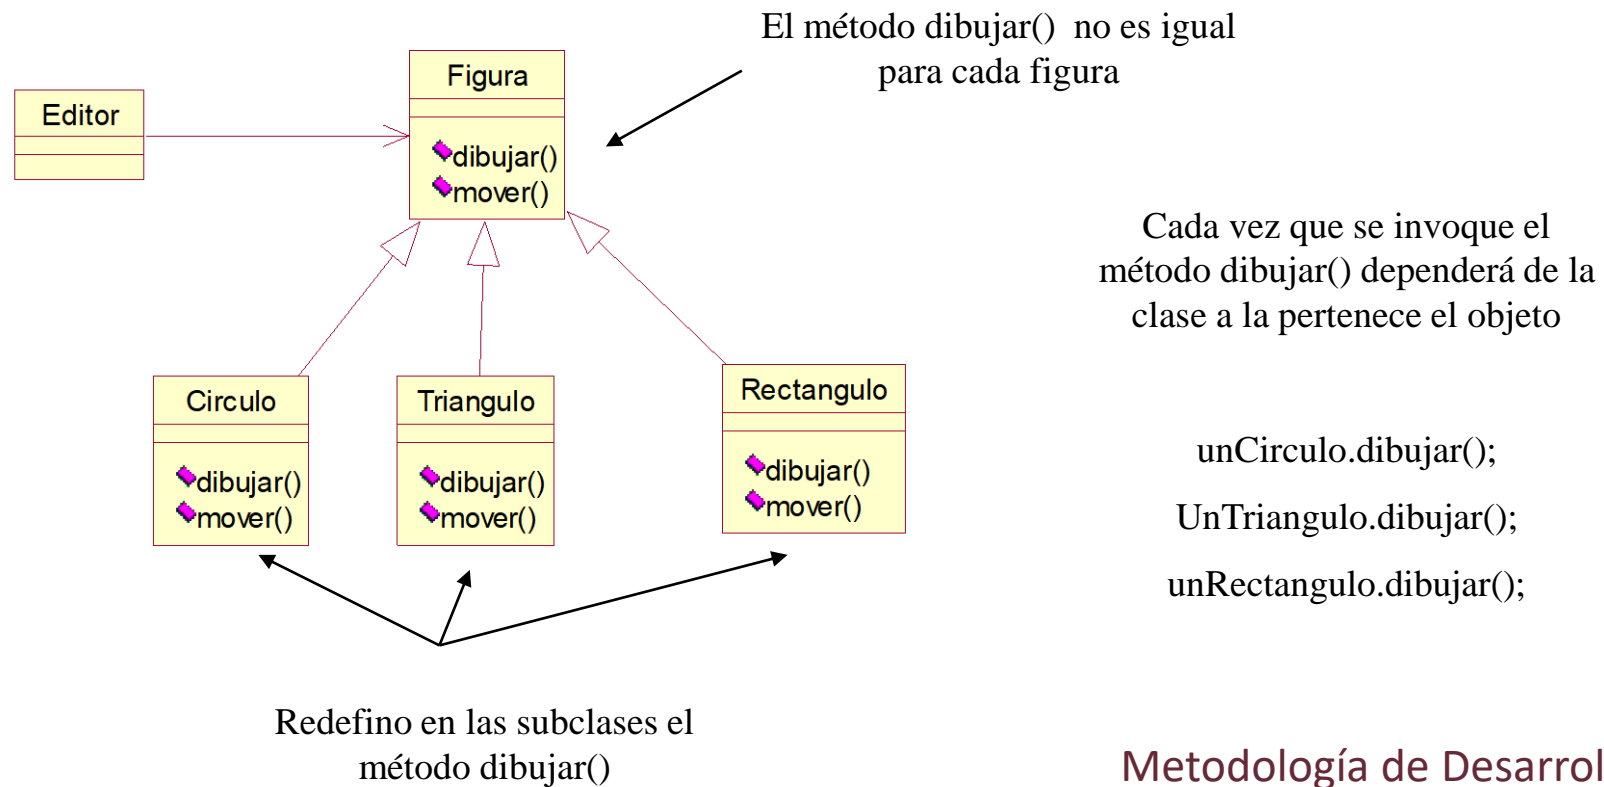 El método dibujar() no es igual
para cada figura
Figura
dibujar()
mover()
Editor
Cada vez que se invoque el
método dibujar() dependerá de la
clase a la pertenece el objeto
Circulo
dibujar()
mover()
Triangulo
dibujar()
mover()
Rectangulo
dibujar()
mover()
unCirculo.dibujar();
UnTriangulo.dibujar();
unRectangulo.dibujar();
Redefino en las subclases el
método dibujar()
Metodología de Desarrol